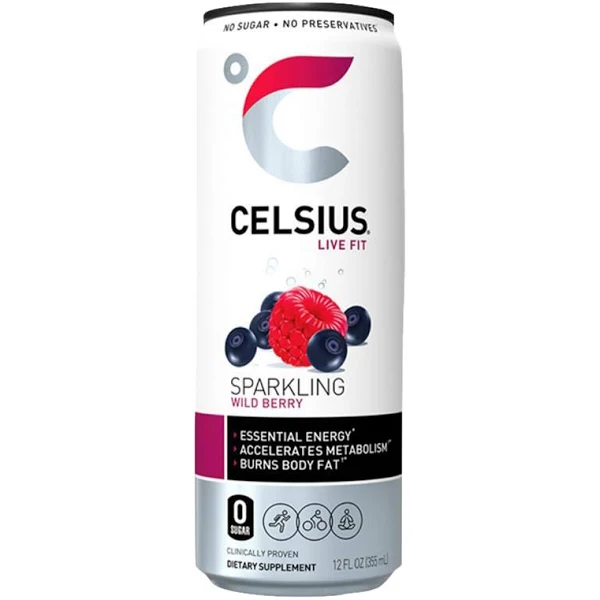 NO SUGAR • NO PRESERVATIVES
CELSIUS®
LIVE FIT
SPARKLING
WILD BERRY
› ESSENTIAL ENERGY*
› ACCELERATES METABOLISM*
› BURNS BODY FAT†*
0
SUGAR
CLINICALLY PROVEN
DIETARY SUPPLEMENT
12 FL OZ (355 mL)